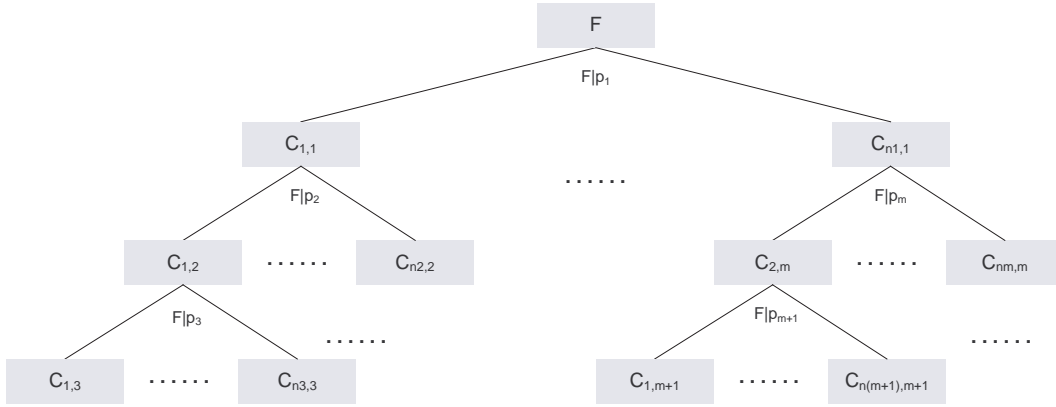 F
F|p₁
C₁,₁ ...... Cₙ₁,₁
F|p₂ F|pₘ
C₁,₂ ...... Cₙ₂,₂ C₂,ₘ ...... Cₙₘ,ₘ
F|p₃ ...... F|pₘ₊₁ ......
C₁,₃ ...... Cₙ₃,₃ C₁,ₘ₊₁ ...... Cₙ₍ₘ₊₁₎,ₘ₊₁